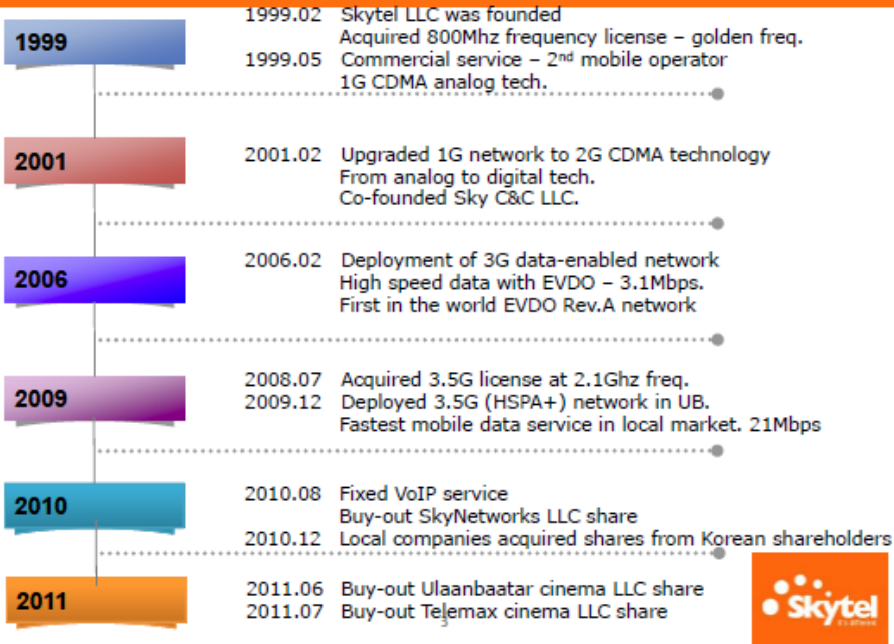 1999
1999.02 Skytel LLC was founded
Acquired 800Mhz frequency license – golden freq.
1999.05 Commercial service – 2nd mobile operator
1G CDMA analog tech.
2001
2001.02 Upgraded 1G network to 2G CDMA technology
From analog to digital tech.
Co-founded Sky C&C LLC.
2006
2006.02 Deployment of 3G data-enabled network
High speed data with EVDO – 3.1Mbps.
First in the world EVDO Rev.A network
2009
2008.07 Acquired 3.5G license at 2.1Ghz freq.
2009.12 Deployed 3.5G (HSPA+) network in UB.
Fastest mobile data service in local market. 21Mbps
2010
2010.08 Fixed VoIP service
Buy-out SkyNetworks LLC share
2010.12 Local companies acquired shares from Korean shareholders
2011
2011.06 Buy-out Ulaanbaatar cinema LLC share
2011.07 Buy-out Telemax cinema LLC share
3
Skytel